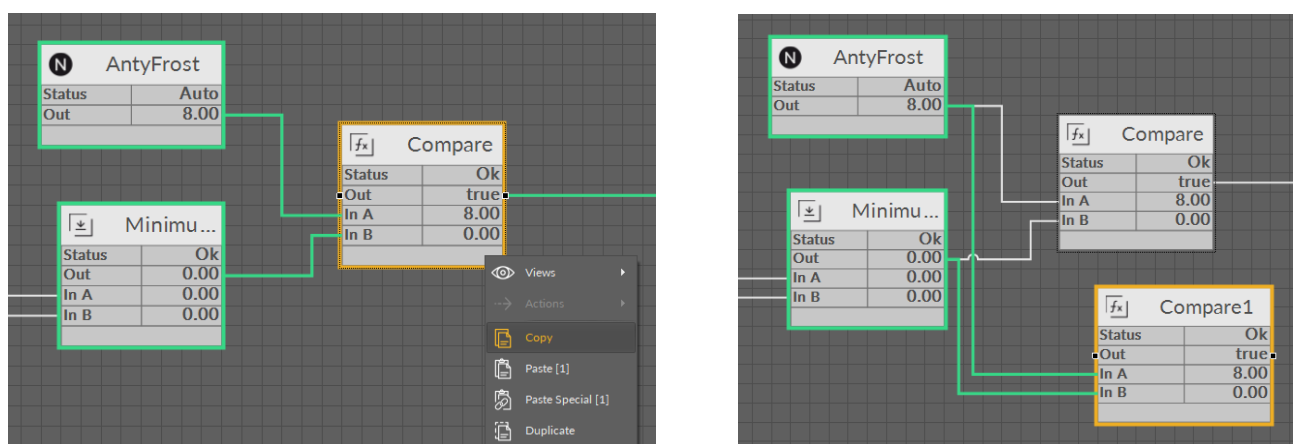 N AntyFrost
Status Auto
Out 8.00
fx Compare
Status Ok
Out true
In A 8.00
In B 0.00
Minimu...
Status Ok
Out 0.00
In A 0.00
In B 0.00
Views
Actions
Copy
Paste [1]
Paste Special [1]
Duplicate
N AntyFrost
Status Auto
Out 8.00
fx Compare
Status Ok
Out true
In A 8.00
In B 0.00
Minimu...
Status Ok
Out 0.00
In A 0.00
In B 0.00
fx Compare1
Status Ok
Out true
In A 8.00
In B 0.00